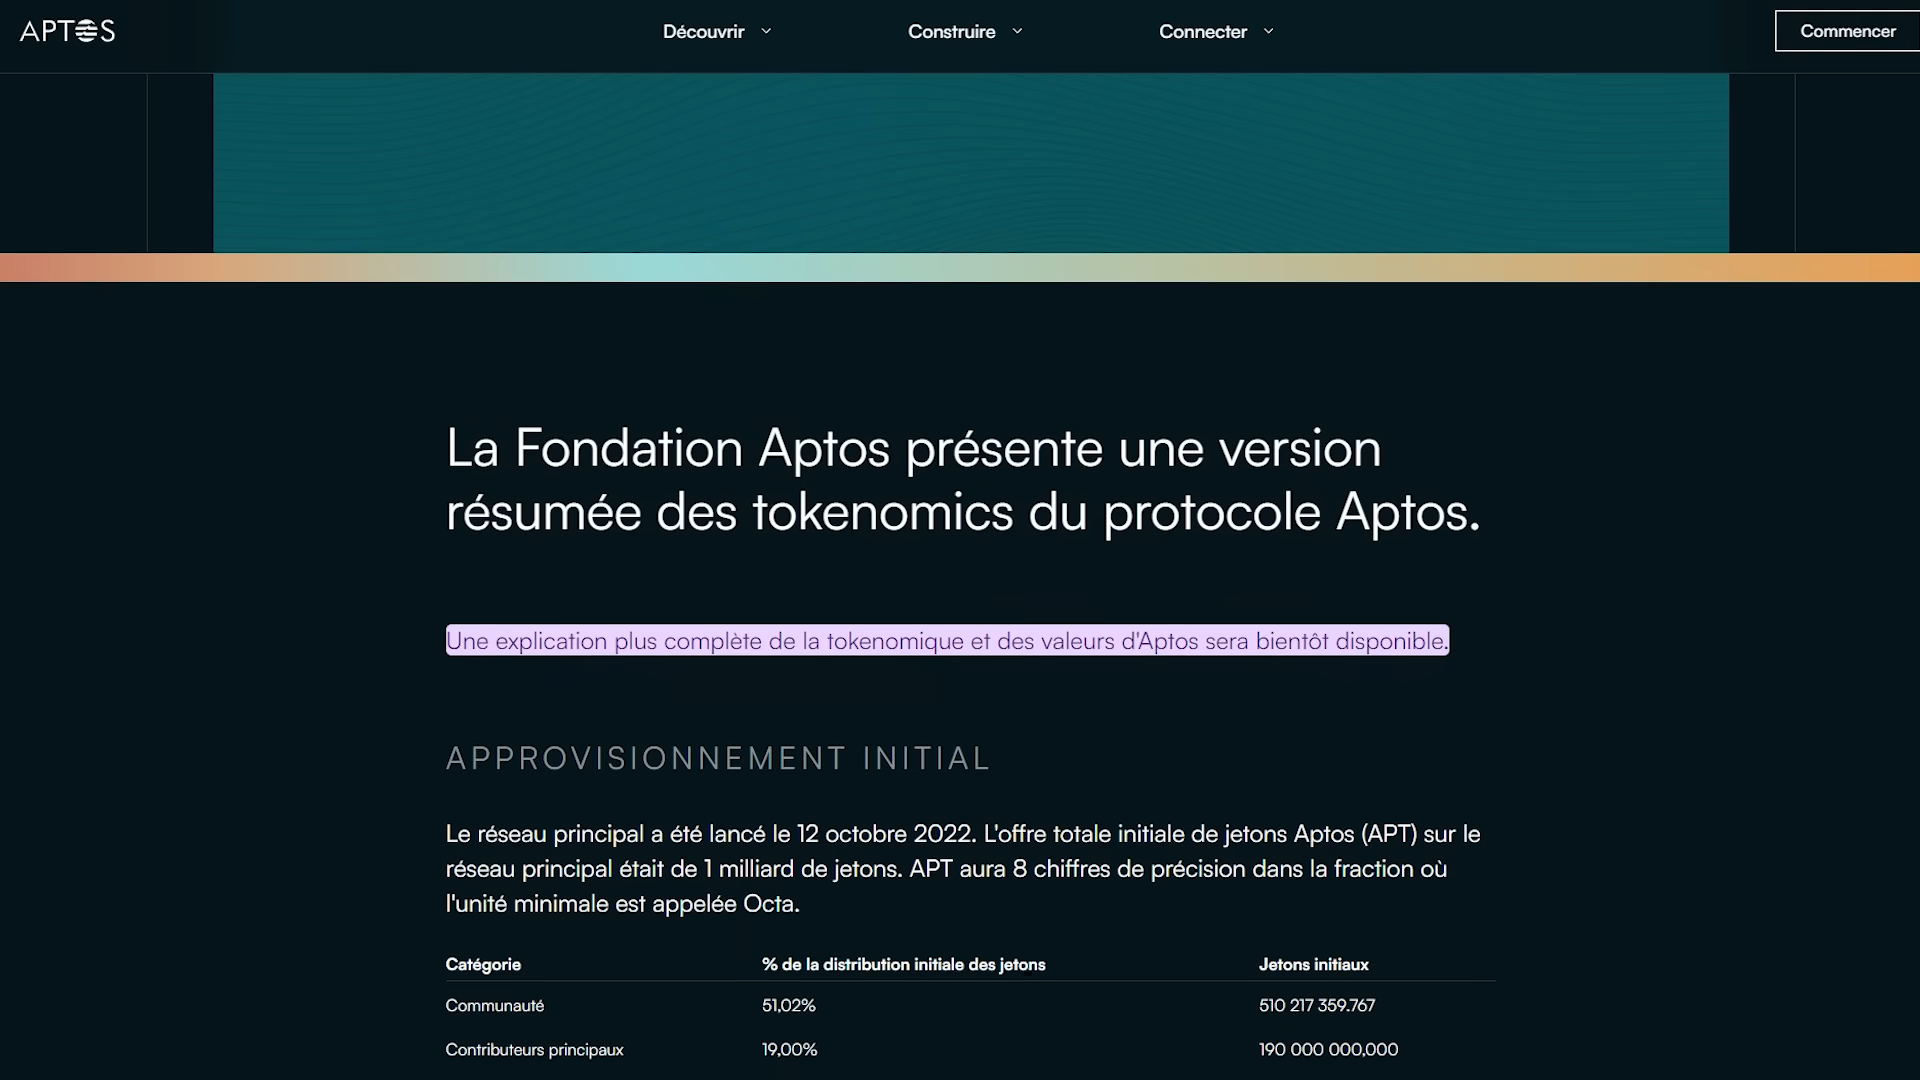 APTOS
Découvrir
Construire
Connecter
Commencer
La Fondation Aptos présente une version
résumée des tokenomics du protocole Aptos.
Une explication plus complète de la tokenomique et des valeurs d'Aptos sera bientôt disponible.
APPROVISIONNEMENT INITIAL
Le réseau principal a été lancé le 12 octobre 2022. L'offre totale initiale de jetons Aptos (APT) sur le
réseau principal était de 1 milliard de jetons. APT aura 8 chiffres de précision dans la fraction où
l'unité minimale est appelée Octa.
Catégorie % de la distribution initiale des jetons Jetons initiaux
Communauté 51,02% 510 217 359.767
Contributeurs principaux 19,00% 190 000 000,000